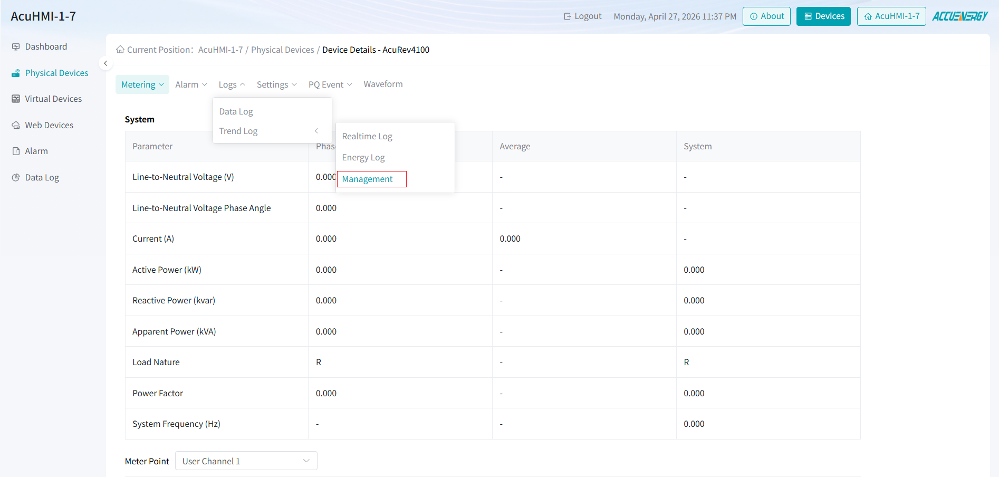 AcuHMI-1-7
Logout
Monday, April 27, 2026 11:37 PM
About
Devices
AcuHMI-1-7
ACCUENERGY
Dashboard
Physical Devices
Virtual Devices
Web Devices
Alarm
Data Log
Current Position: AcuHMI-1-7 / Physical Devices / Device Details - AcuRev4100
Metering
Alarm
Logs
Settings
PQ Event
Waveform
Data Log
Trend Log
Realtime Log
Energy Log
Management
System
Parameter Phas Average System
Line-to-Neutral Voltage (V) 0.000 - -
Line-to-Neutral Voltage Phase Angle 0.000 - -
Current (A) 0.000 0.000 -
Active Power (kW) 0.000 - 0.000
Reactive Power (kvar) 0.000 - 0.000
Apparent Power (kVA) 0.000 - 0.000
Load Nature R - R
Power Factor 0.000 - 0.000
System Frequency (Hz) - - 0.000
Meter Point User Channel 1